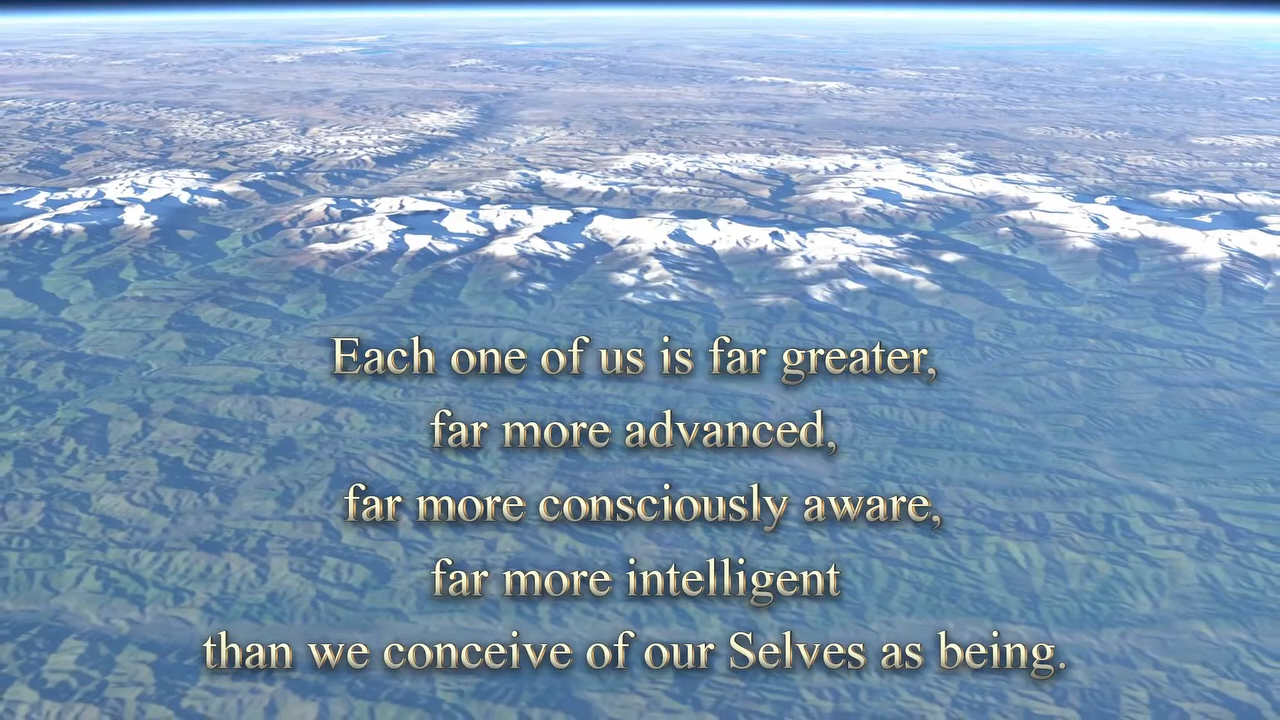 Each one of us is far greater,
far more advanced,
far more consciously aware,
far more intelligent
than we conceive of our Selves as being.